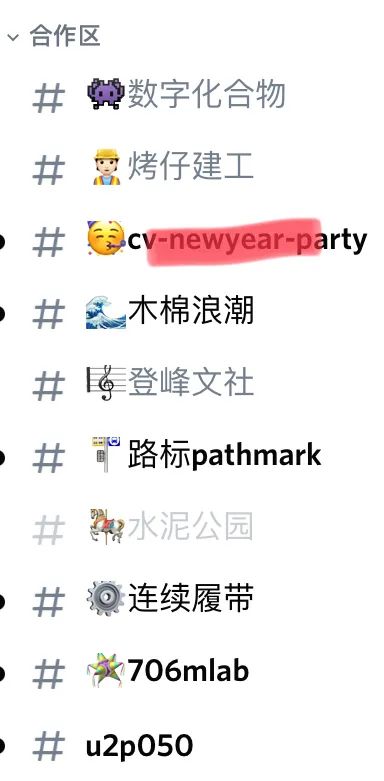 合作区
# 👾数字化合物
# 👷烤仔建工
# 🥳cv-newyear-party
# 🌊木棉浪潮
# 🎼登峰文社
# 🚏路标pathmark
# 🎠水泥公园
# ⚙️连续履带
# 🪅706mlab
# u2p050